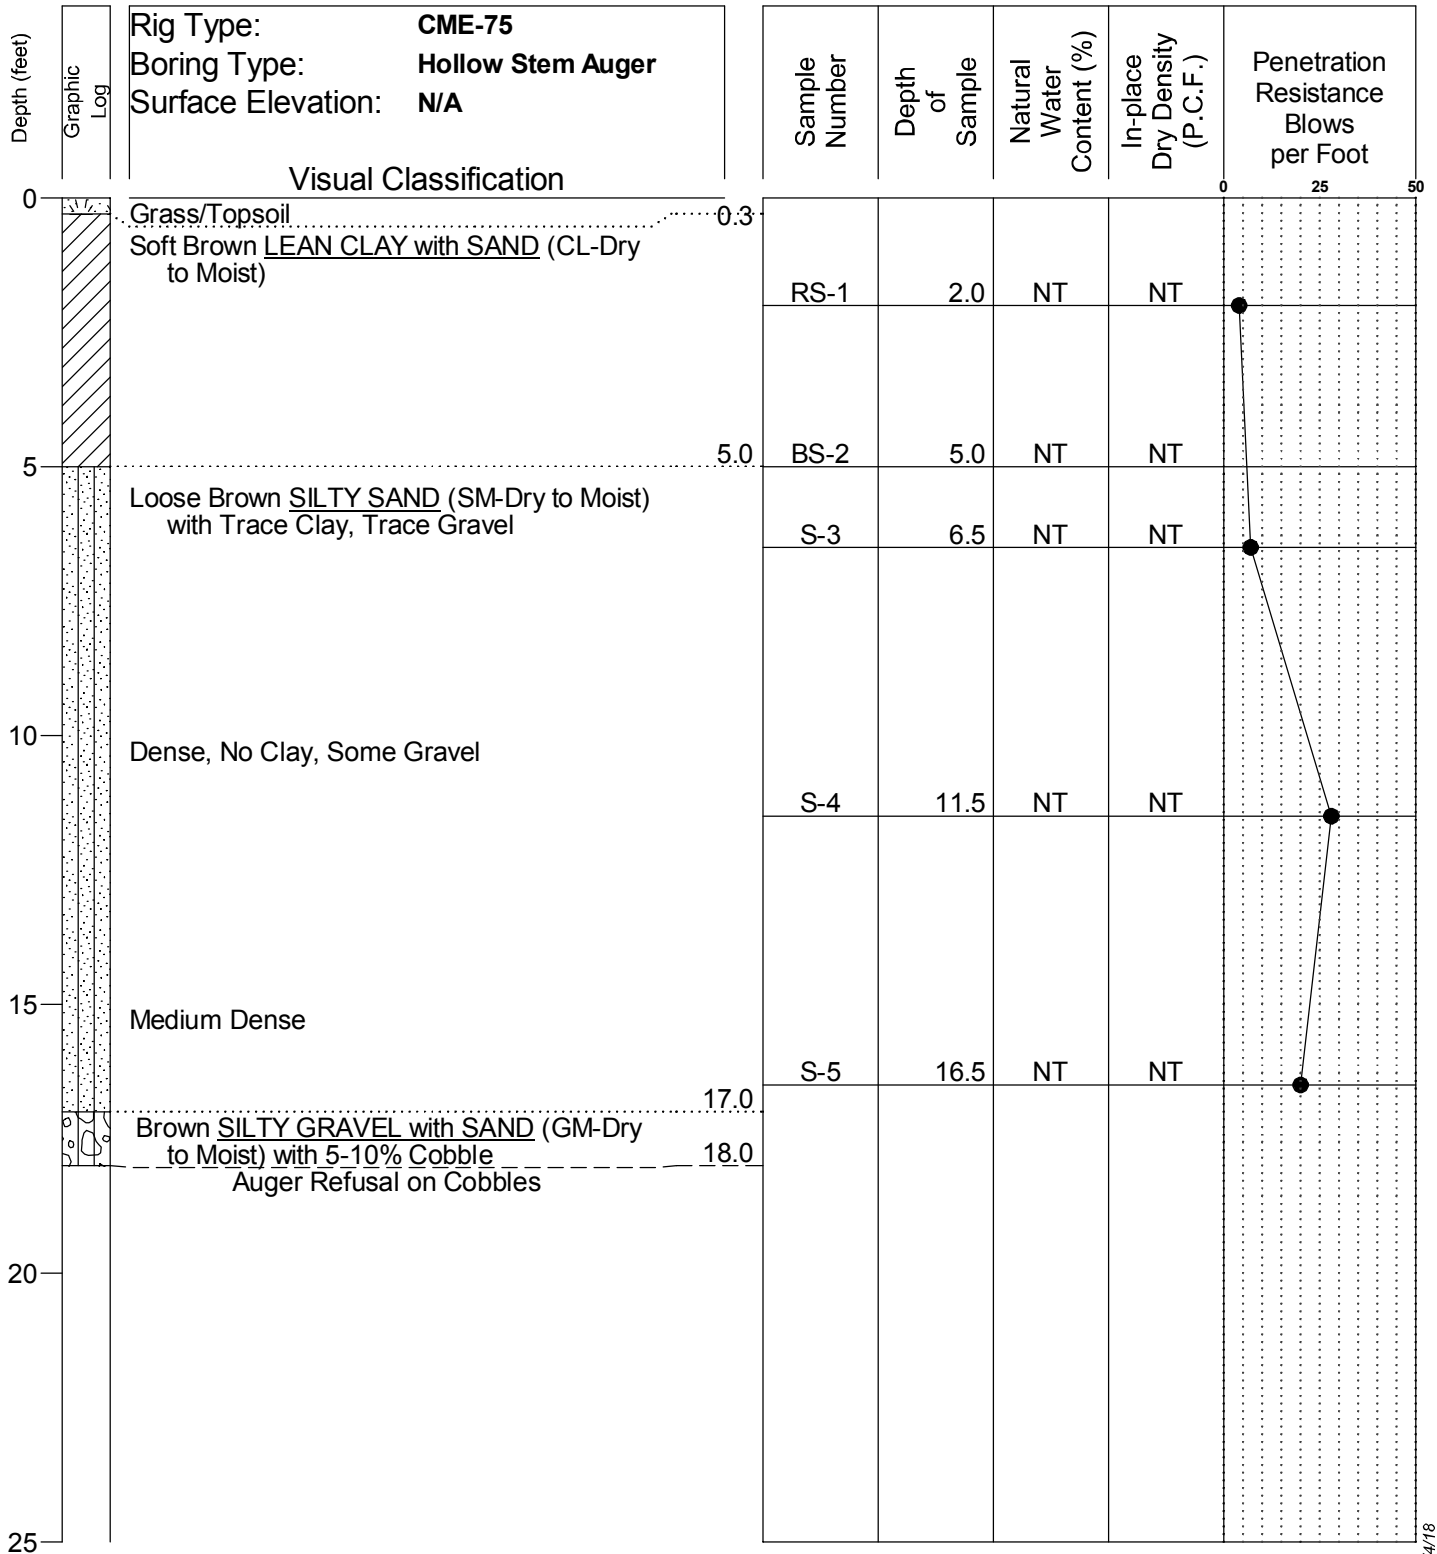 Depth (feet)
Graphic
Log
Rig Type: CME-75
Boring Type: Hollow Stem Auger
Surface Elevation: N/A
Visual Classification
Sample
Number
Depth
of
Sample
Natural
Water
Content (%)
In-place
Dry Density
(P.C.F.)
Penetration
Resistance
Blows
per Foot
0 25 50
0
Grass/Topsoil 0.3
Soft Brown LEAN CLAY with SAND (CL-Dry
to Moist)
RS-1 2.0 NT NT
5 5.0 BS-2 5.0 NT NT
Loose Brown SILTY SAND (SM-Dry to Moist)
with Trace Clay, Trace Gravel
S-3 6.5 NT NT
10
Dense, No Clay, Some Gravel
S-4 11.5 NT NT
15
Medium Dense
S-5 16.5 NT NT
17.0
Brown SILTY GRAVEL with SAND (GM-Dry
to Moist) with 5-10% Cobble 18.0
Auger Refusal on Cobbles
20
25